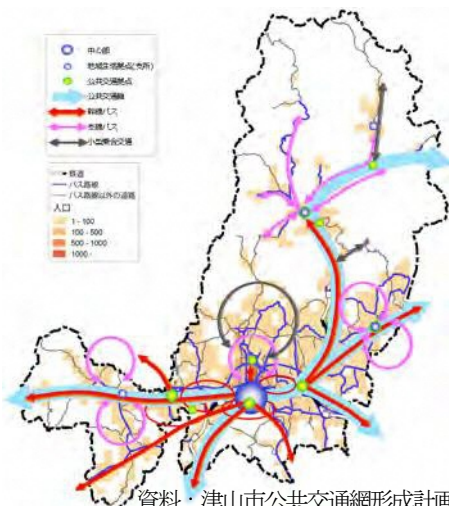 中心部
地域生活拠点(支所)
公共交通拠点
公共交通軸
幹線バス
支線バス
小型乗合交通
鉄道
バス路線
バス路線以外の道路
人口
1 - 100
100 - 500
500 - 1000
1000 -
資料：津山市公共交通網形成計画